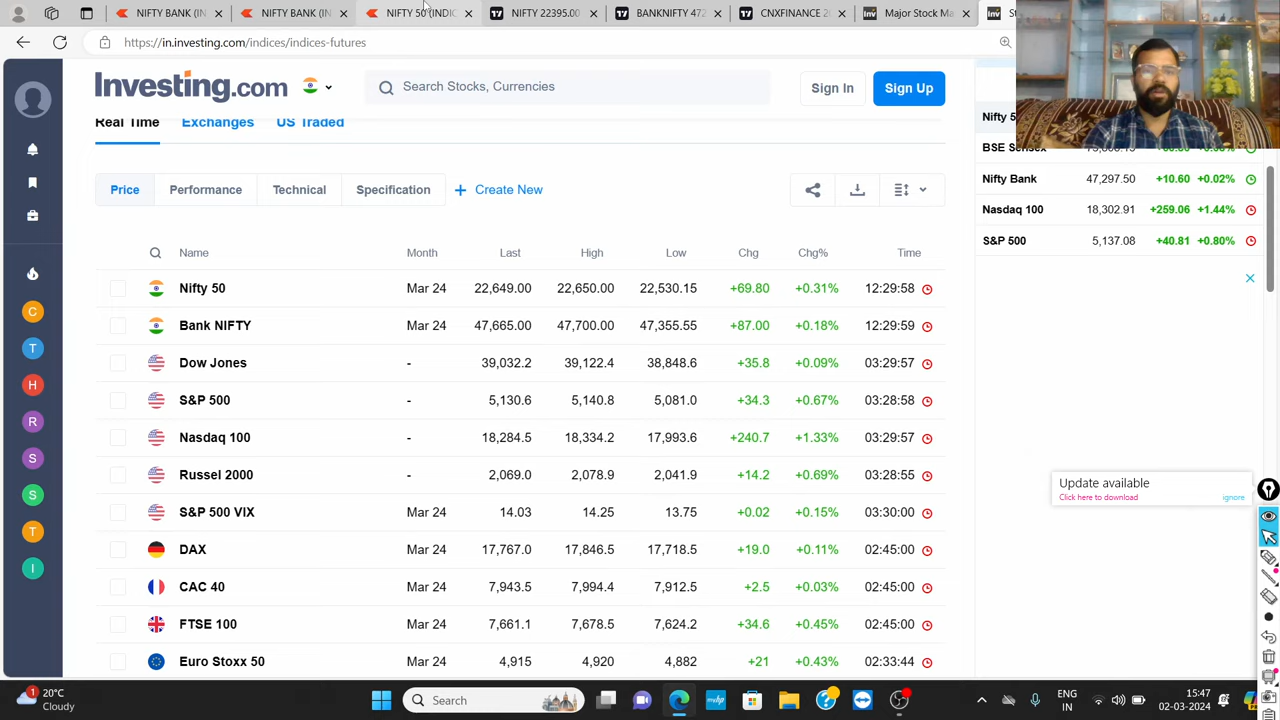 NIFTY BANK (IN
NIFTY BANK (IN
NIFTY 50 (INDIC
NIFTY 22395.00
BANKNIFTY 472
CNXFINANCE 2
Major Stock Ma
https://in.investing.com/indices/indices-futures
Investing.com
Search Stocks, Currencies
Sign In
Sign Up
Real Time Exchanges US Traded
Price Performance Technical Specification + Create New
Name Month Last High Low Chg Chg% Time
Nifty 50 Mar 24 22,649.00 22,650.00 22,530.15 +69.80 +0.31% 12:29:58
Bank NIFTY Mar 24 47,665.00 47,700.00 47,355.55 +87.00 +0.18% 12:29:59
Dow Jones - 39,032.2 39,122.4 38,848.6 +35.8 +0.09% 03:29:57
S&P 500 - 5,130.6 5,140.8 5,081.0 +34.3 +0.67% 03:28:58
Nasdaq 100 - 18,284.5 18,334.2 17,993.6 +240.7 +1.33% 03:29:57
Russel 2000 - 2,069.0 2,078.9 2,041.9 +14.2 +0.69% 03:28:55
S&P 500 VIX Mar 24 14.03 14.25 13.75 +0.02 +0.15% 03:30:00
DAX Mar 24 17,767.0 17,846.5 17,718.5 +19.0 +0.11% 02:45:00
CAC 40 Mar 24 7,943.5 7,994.4 7,912.5 +2.5 +0.03% 02:45:00
FTSE 100 Mar 24 7,661.1 7,678.5 7,624.2 +34.6 +0.45% 02:45:00
Euro Stoxx 50 Mar 24 4,915 4,920 4,882 +21 +0.43% 02:33:44
C
T
H
R
S
S
T
I
Nifty 5
BSE Sensex
Nifty Bank 47,297.50 +10.60 +0.02%
Nasdaq 100 18,302.91 +259.06 +1.44%
S&P 500 5,137.08 +40.81 +0.80%
Update available
Click here to download ignore
1
20°C
Cloudy
Search
ENG
IN
15:47
02-03-2024